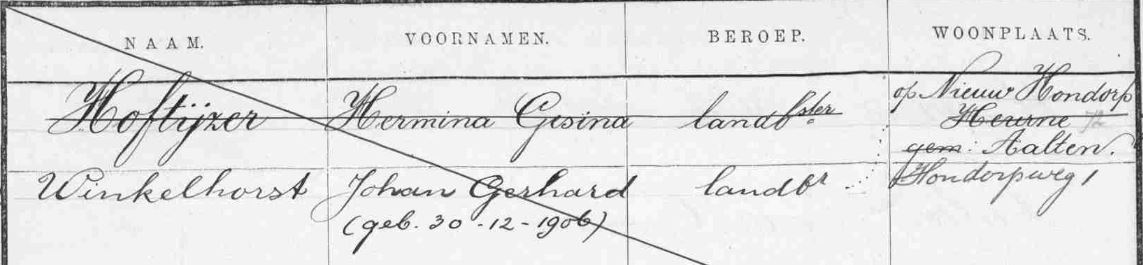 NAAM. VOORNAMEN. BEROEP. WOONPLAATS.
op Nieuw Hondorp
Hoftijzer Hermina Gesina landbster Heurne 72
gem: Aalten.
Winkelhorst Johan Gerhard landbr Hondorpweg 1
(geb. 30-12-1906)